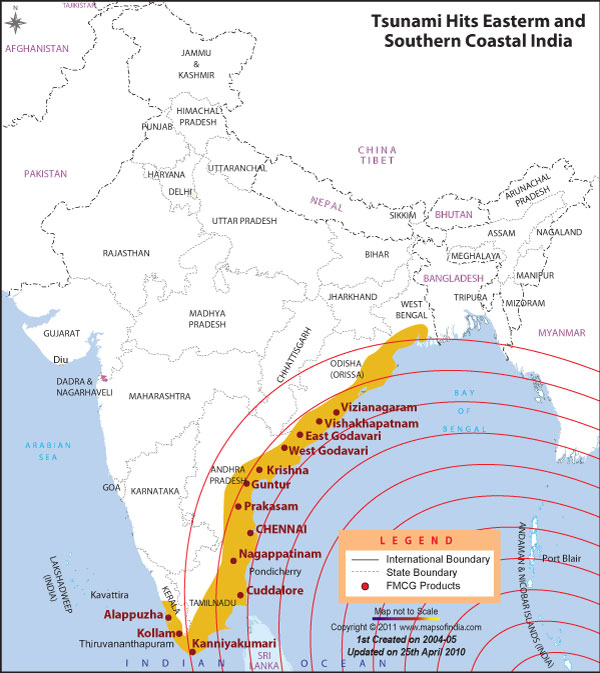 Tsunami Hits Easterm and
Southern Coastal India
N
TAJIKISTAN
AFGHANISTAN
JAMMU
&
KASHMIR
HIMACHAL
PRADESH
PUNJAB
CHINA
TIBET
UTTARANCHAL
HARYANA
PAKISTAN
DELHI
ARUNACHAL
PRADESH
NEPAL
SIKKIM
BHUTAN
UTTAR PRADESH
ASSAM
NAGALAND
RAJASTHAN
BIHAR
MEGHALAYA
MANIPUR
BANGLADESH
JHARKHAND
TRIPURA
MIZORAM
WEST
BENGAL
MADHYA
PRADESH
GUJARAT
MYANMAR
CHHATTISGARH
Diu
ODISHA
(ORISSA)
DADRA &
NAGARHAVELI
MAHARASHTRA
BAY
OF
BENGAL
Vizianagaram
Vishakhapatnam
East Godavari
West Godavari
ARABIAN
SEA
ANDHRA
PRADESH
Krishna
Guntur
GOA
KARNATAKA
Prakasam
CHENNAI
LEGEND
International Boundary
State Boundary
FMCG Products
Nagappatinam
Pondicherry
ANDAMAN & NICOBAR ISLANDS (INDIA)
Port Blair
LAKSHADWEEP
(INDIA)
Kavattira
KERALA
Cuddalore
TAMILNADU
Alappuzha
Kollam
Thiruvananthapuram
Kanniyakumari
SRI
LANKA
Map not to Scale
Copyright © 2011 www.mapsofindia.com
1st Created on 2004-05
Updated on 25th April 2010
INDIAN OCEAN